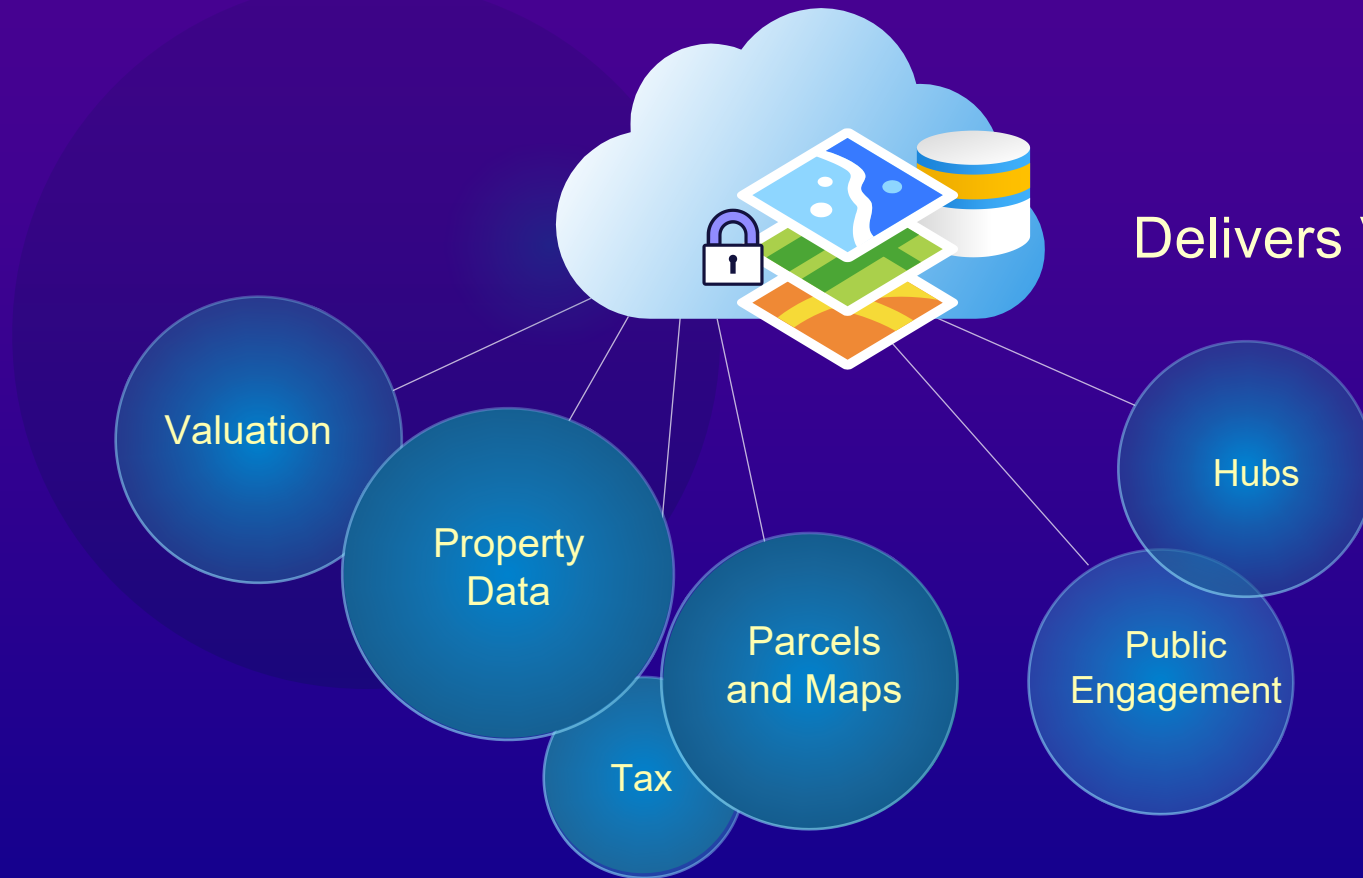 Delivers
Valuation
Property
Data
Parcels
and Maps
Tax
Hubs
Public
Engagement